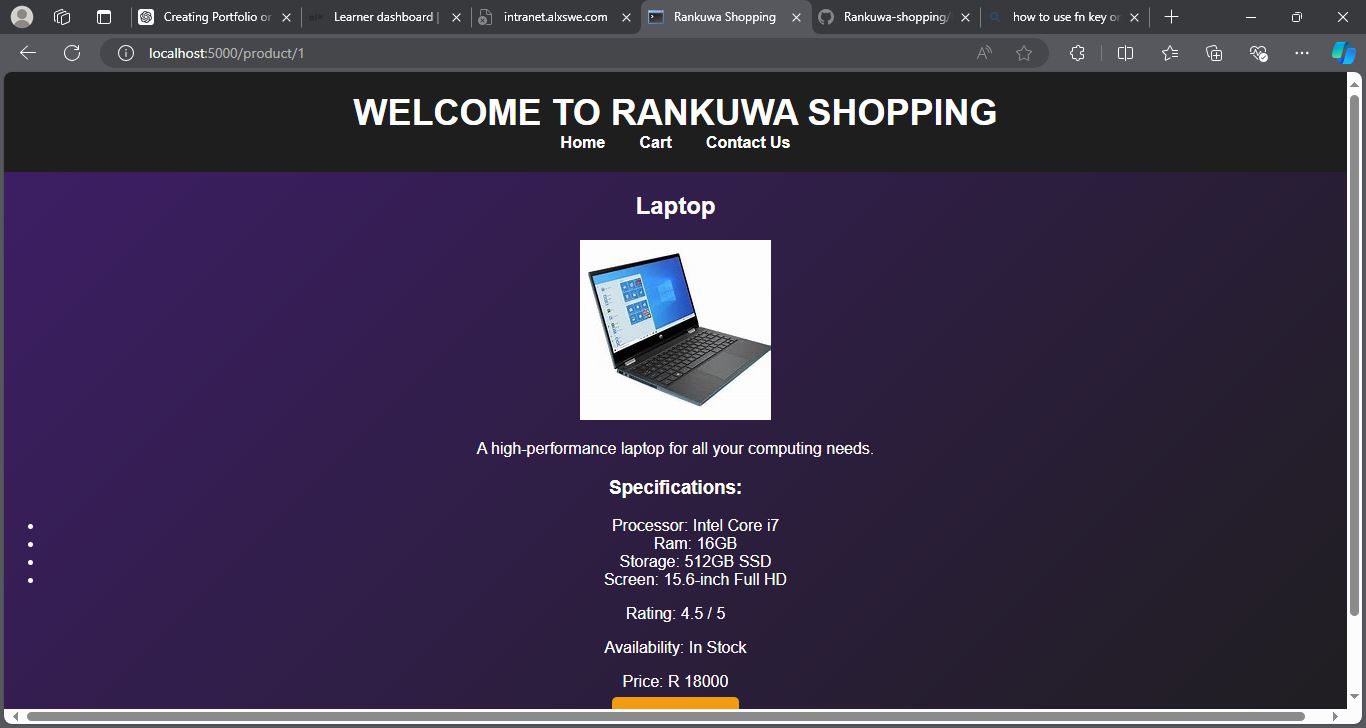 Creating Portfolio or
Learner dashboard |
intranet.alxswe.com
Rankuwa Shopping
Rankuwa-shopping/
how to use fn key or
localhost:5000/product/1
WELCOME TO RANKUWA SHOPPING
Home Cart Contact Us
Laptop
A high-performance laptop for all your computing needs.
Specifications:
Processor: Intel Core i7
Ram: 16GB
Storage: 512GB SSD
Screen: 15.6-inch Full HD
Rating: 4.5 / 5
Availability: In Stock
Price: R 18000